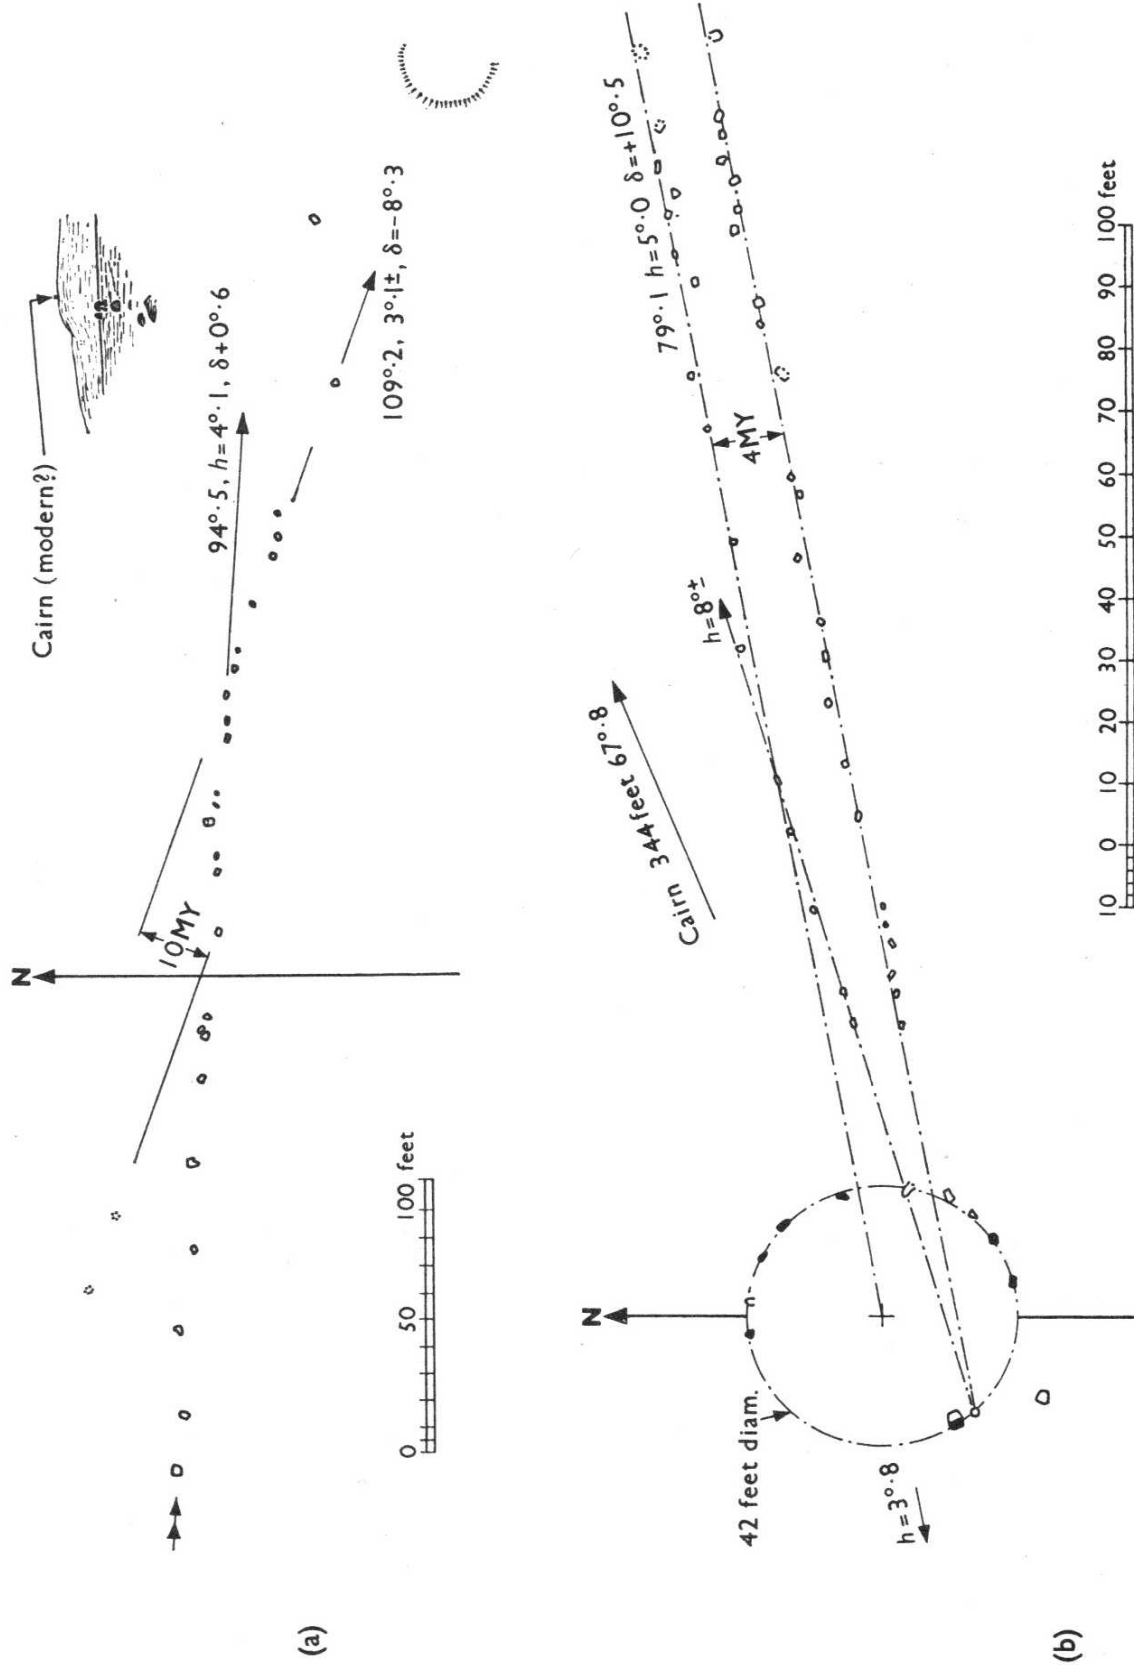 Cairn (modern?)
N
10MY
94°·5, h=4°·1, δ+0°·6
109°·2, 3°·1±, δ=−8°·3
0 50 100 feet
(a)
79°·1 h=5°·0 δ=+10°·5
4MY
h=8°±
Cairn 344 feet 67°·8
N
42 feet diam.
h=3°·8
10 0 10 20 30 40 50 60 70 80 90 100 feet
(b)